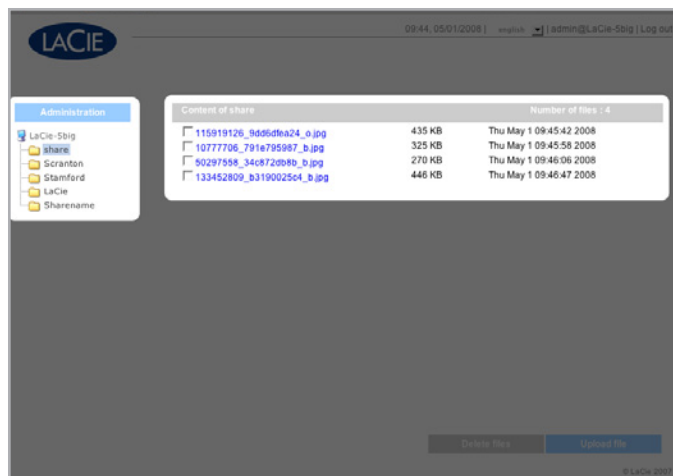 09:44, 05/01/2008 | english | admin@LaCie-5big | Log out
LACIE
Administration
LaCie-5big
share
Scranton
Stamford
LaCie
Sharename
Content of share Number of files : 4
115919126_9dd6dfea24_o.jpg 435 KB Thu May 1 09:45:42 2008
10777706_791e795987_b.jpg 325 KB Thu May 1 09:45:58 2008
50297558_34c872db8b_b.jpg 270 KB Thu May 1 09:46:06 2008
133452809_b3190025c4_b.jpg 446 KB Thu May 1 09:46:47 2008
Delete files Upload file
© LaCie 2007